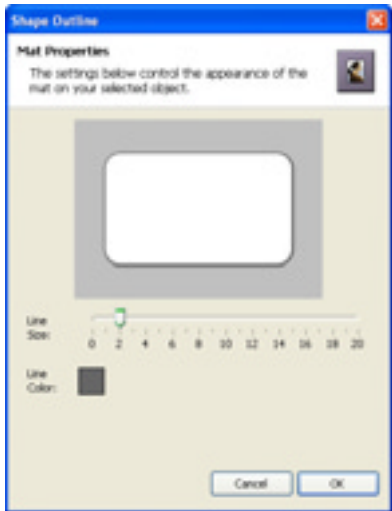 Shape Outline
Mat Properties
The settings below control the appearance of the
mat on your selected object.
Line
Size:
0 2 4 6 8 10 12 14 16 18 20
Line
Color:
Cancel OK